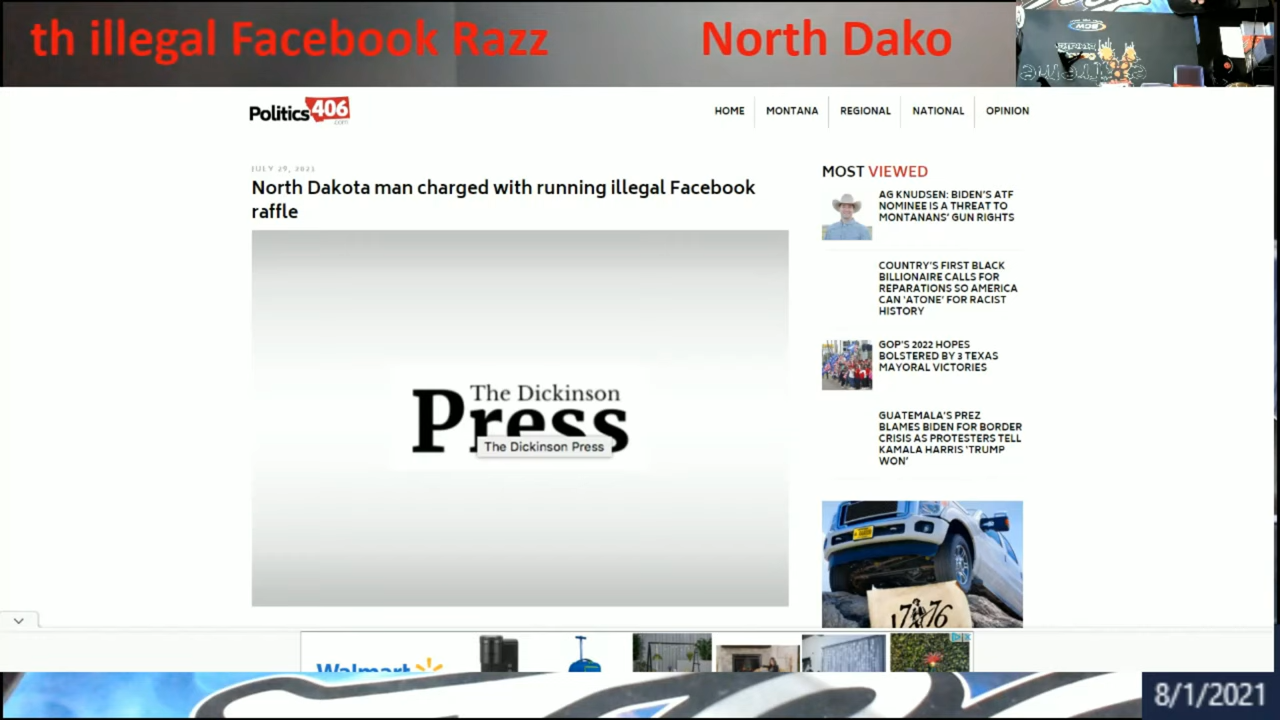 th illegal Facebook Razz North Dako
Politics406
.com
HOME MONTANA REGIONAL NATIONAL OPINION
JULY 29, 2021
North Dakota man charged with running illegal Facebook
raffle
The Dickinson
Press
The Dickinson Press
MOST VIEWED
AG KNUDSEN: BIDEN'S ATF
NOMINEE IS A THREAT TO
MONTANANS' GUN RIGHTS
COUNTRY'S FIRST BLACK
BILLIONAIRE CALLS FOR
REPARATIONS SO AMERICA
CAN 'ATONE' FOR RACIST
HISTORY
GOP'S 2022 HOPES
BOLSTERED BY 3 TEXAS
MAYORAL VICTORIES
GUATEMALA'S PREZ
BLAMES BIDEN FOR BORDER
CRISIS AS PROTESTERS TELL
KAMALA HARRIS 'TRUMP
WON'
1776
Walmart
8/1/2021